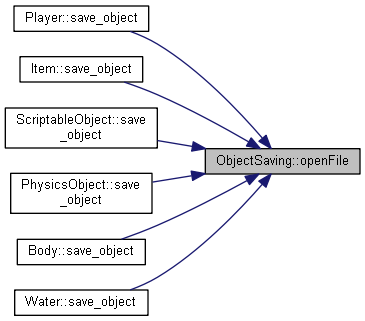 Player::save_object
Item::save_object
ScriptableObject::save
_object
ObjectSaving::openFile
PhysicsObject::save
_object
Body::save_object
Water::save_object